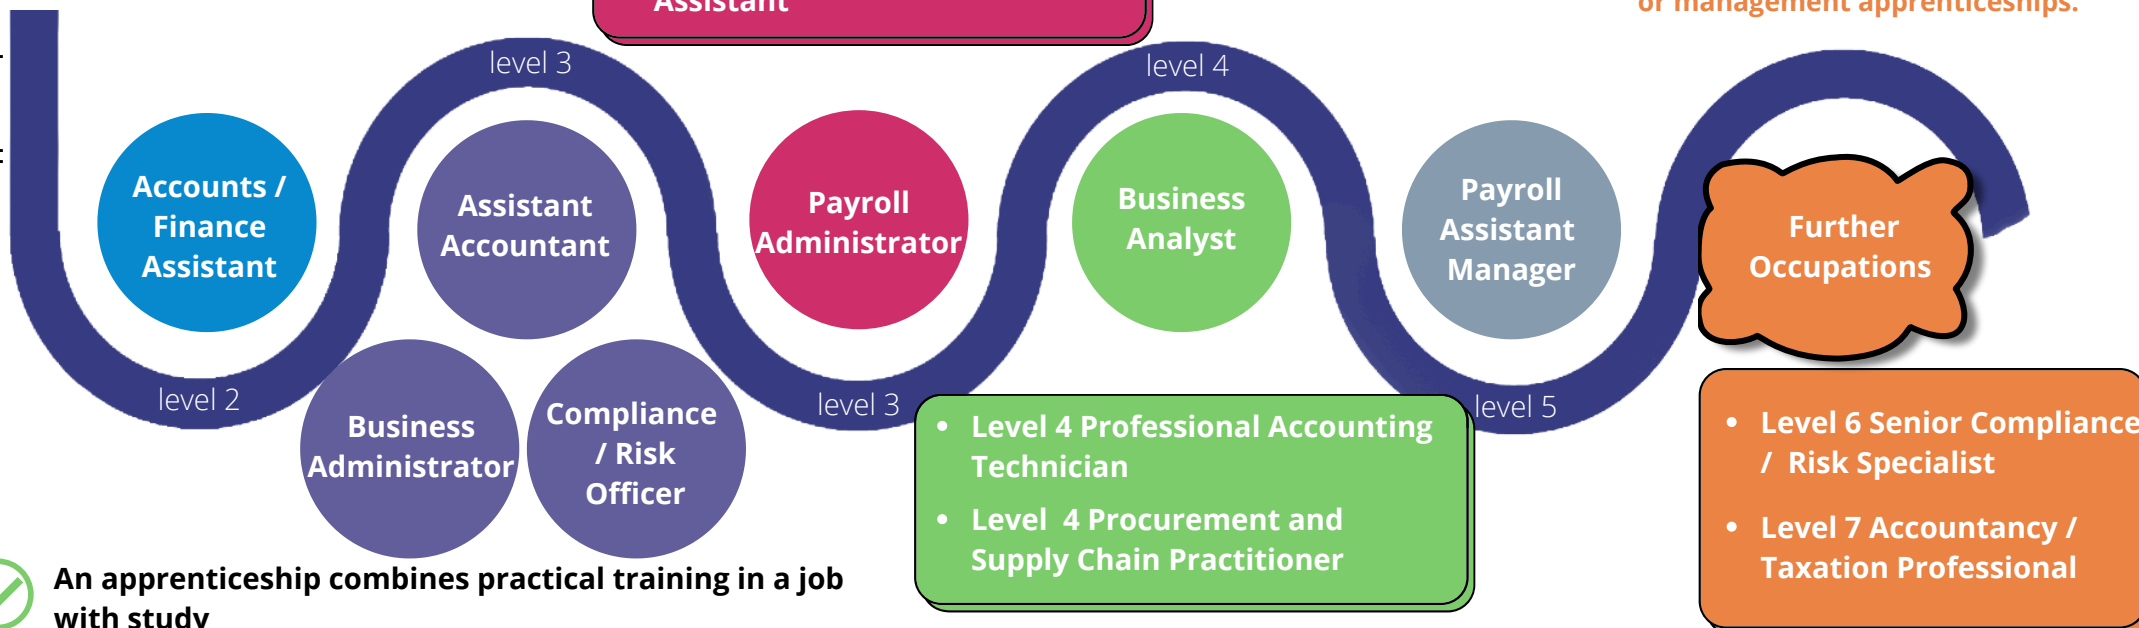 Assistant
or management apprenticeships.
level 3
level 4
Accounts /
Finance
Assistant
Assistant
Accountant
Payroll
Administrator
Business
Analyst
Payroll
Assistant
Manager
Further
Occupations
level 2
level 3
level 5
Business
Administrator
Compliance
/ Risk
Officer
• Level 4 Professional Accounting
Technician
• Level 4 Procurement and
Supply Chain Practitioner
• Level 6 Senior Compliance
/ Risk Specialist
• Level 7 Accountancy /
Taxation Professional
An apprenticeship combines practical training in a job
with study